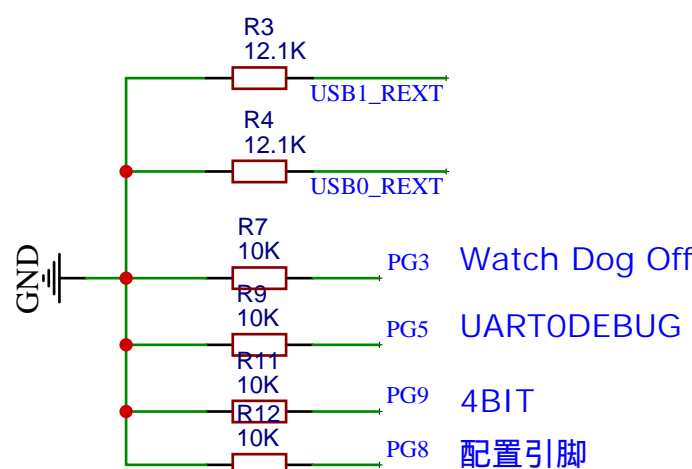 R3
12.1K
USB1_REXT
R4
12.1K
USB0_REXT
GND
R7
10K
PG3 Watch Dog Off
R9
10K
PG5 UART0DEBUG
R11
10K
PG9 4BIT
R12
10K
PG8 配置引脚